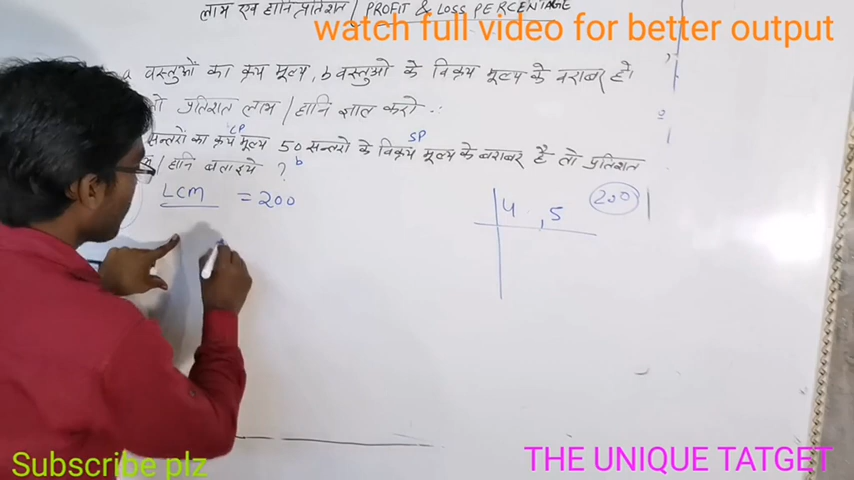 लाभ एवं हानि प्रतिशत / PROFIT & LOSS PERCENTAGE
watch full video for better output
a वस्तुओं का क्रय मूल्य, b वस्तुओ के विक्रय मूल्य के बराबर हो।
तो प्रतिशत लाभ / हानि ज्ञात करो :
CP SP
सन्तरों का क्रय मूल्य 50 सन्तरो के विक्रय मूल्य के बराबर है तो प्रतिशत
/ हानि बताइये ? b
LCM = 200
4 , 5 200
Subscribe plz
THE UNIQUE TATGET